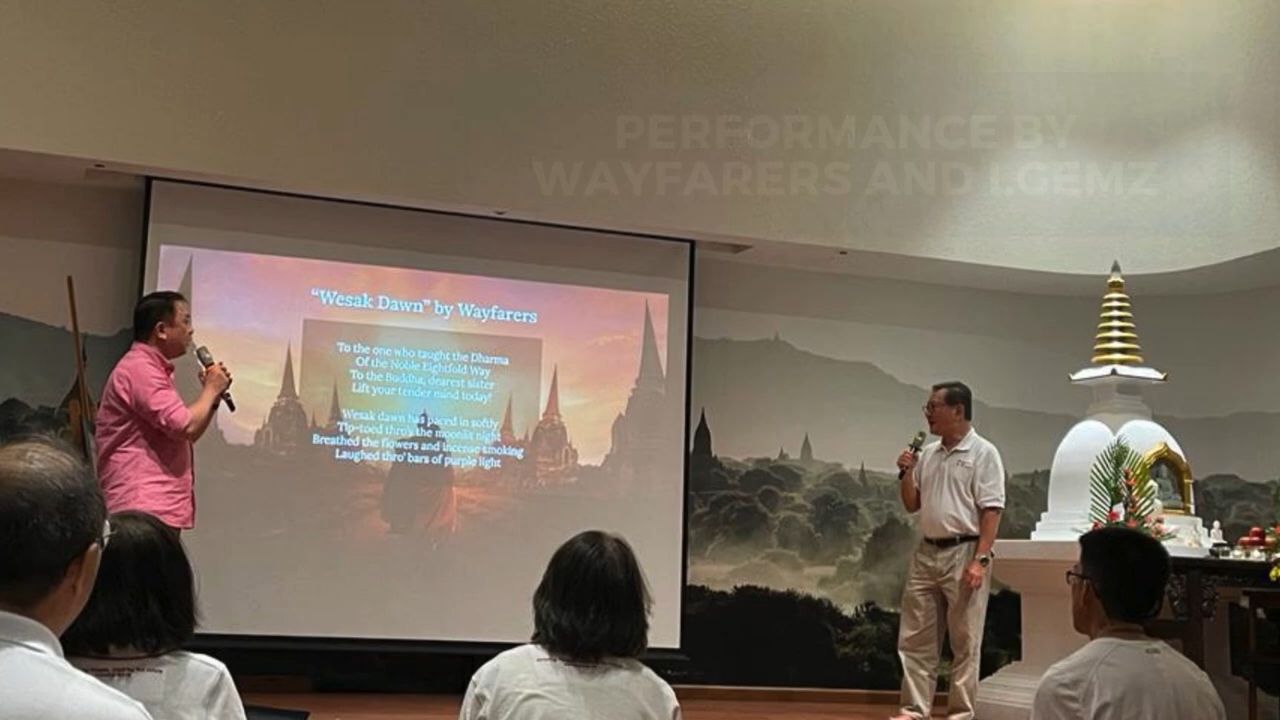 PERFORMANCE BY
WAYFARERS AND I.GEMZ
"Wesak Dawn" by Wayfarers
To the one who taught the Dharma
Of the Noble Eightfold Way
To the Buddha, dearest sister
Lift your tender mind today!
Wesak dawn has paced in softly
Tip-toed thro' the moonlit night
Breathed the flowers and incense smoking
Laughed thro' bars of purple light